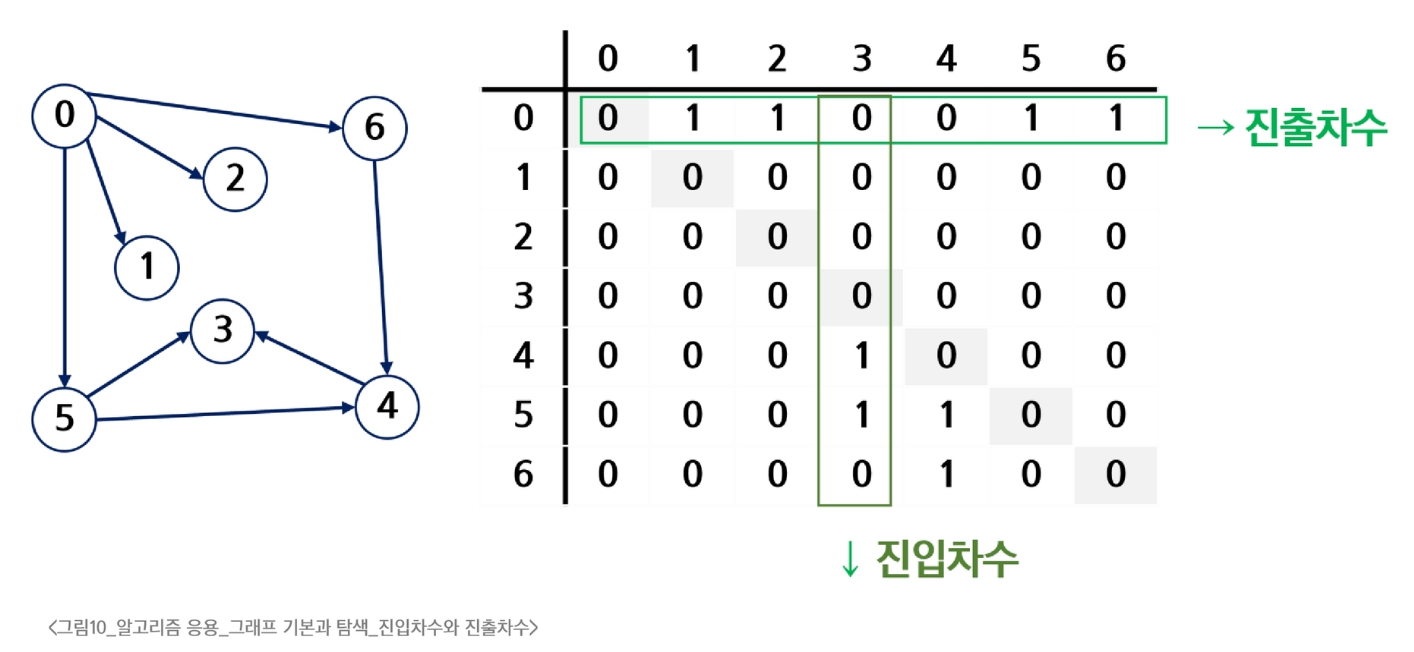 0
6
2
1
3
5
4
0 1 2 3 4 5 6
0 0 1 1 0 0 1 1
1 0 0 0 0 0 0 0
2 0 0 0 0 0 0 0
3 0 0 0 0 0 0 0
4 0 0 0 1 0 0 0
5 0 0 0 1 1 0 0
6 0 0 0 0 1 0 0
→ 진출차수
↓ 진입차수
<그림10_알고리즘 응용_그래프 기본과 탐색_진입차수와 진출차수>